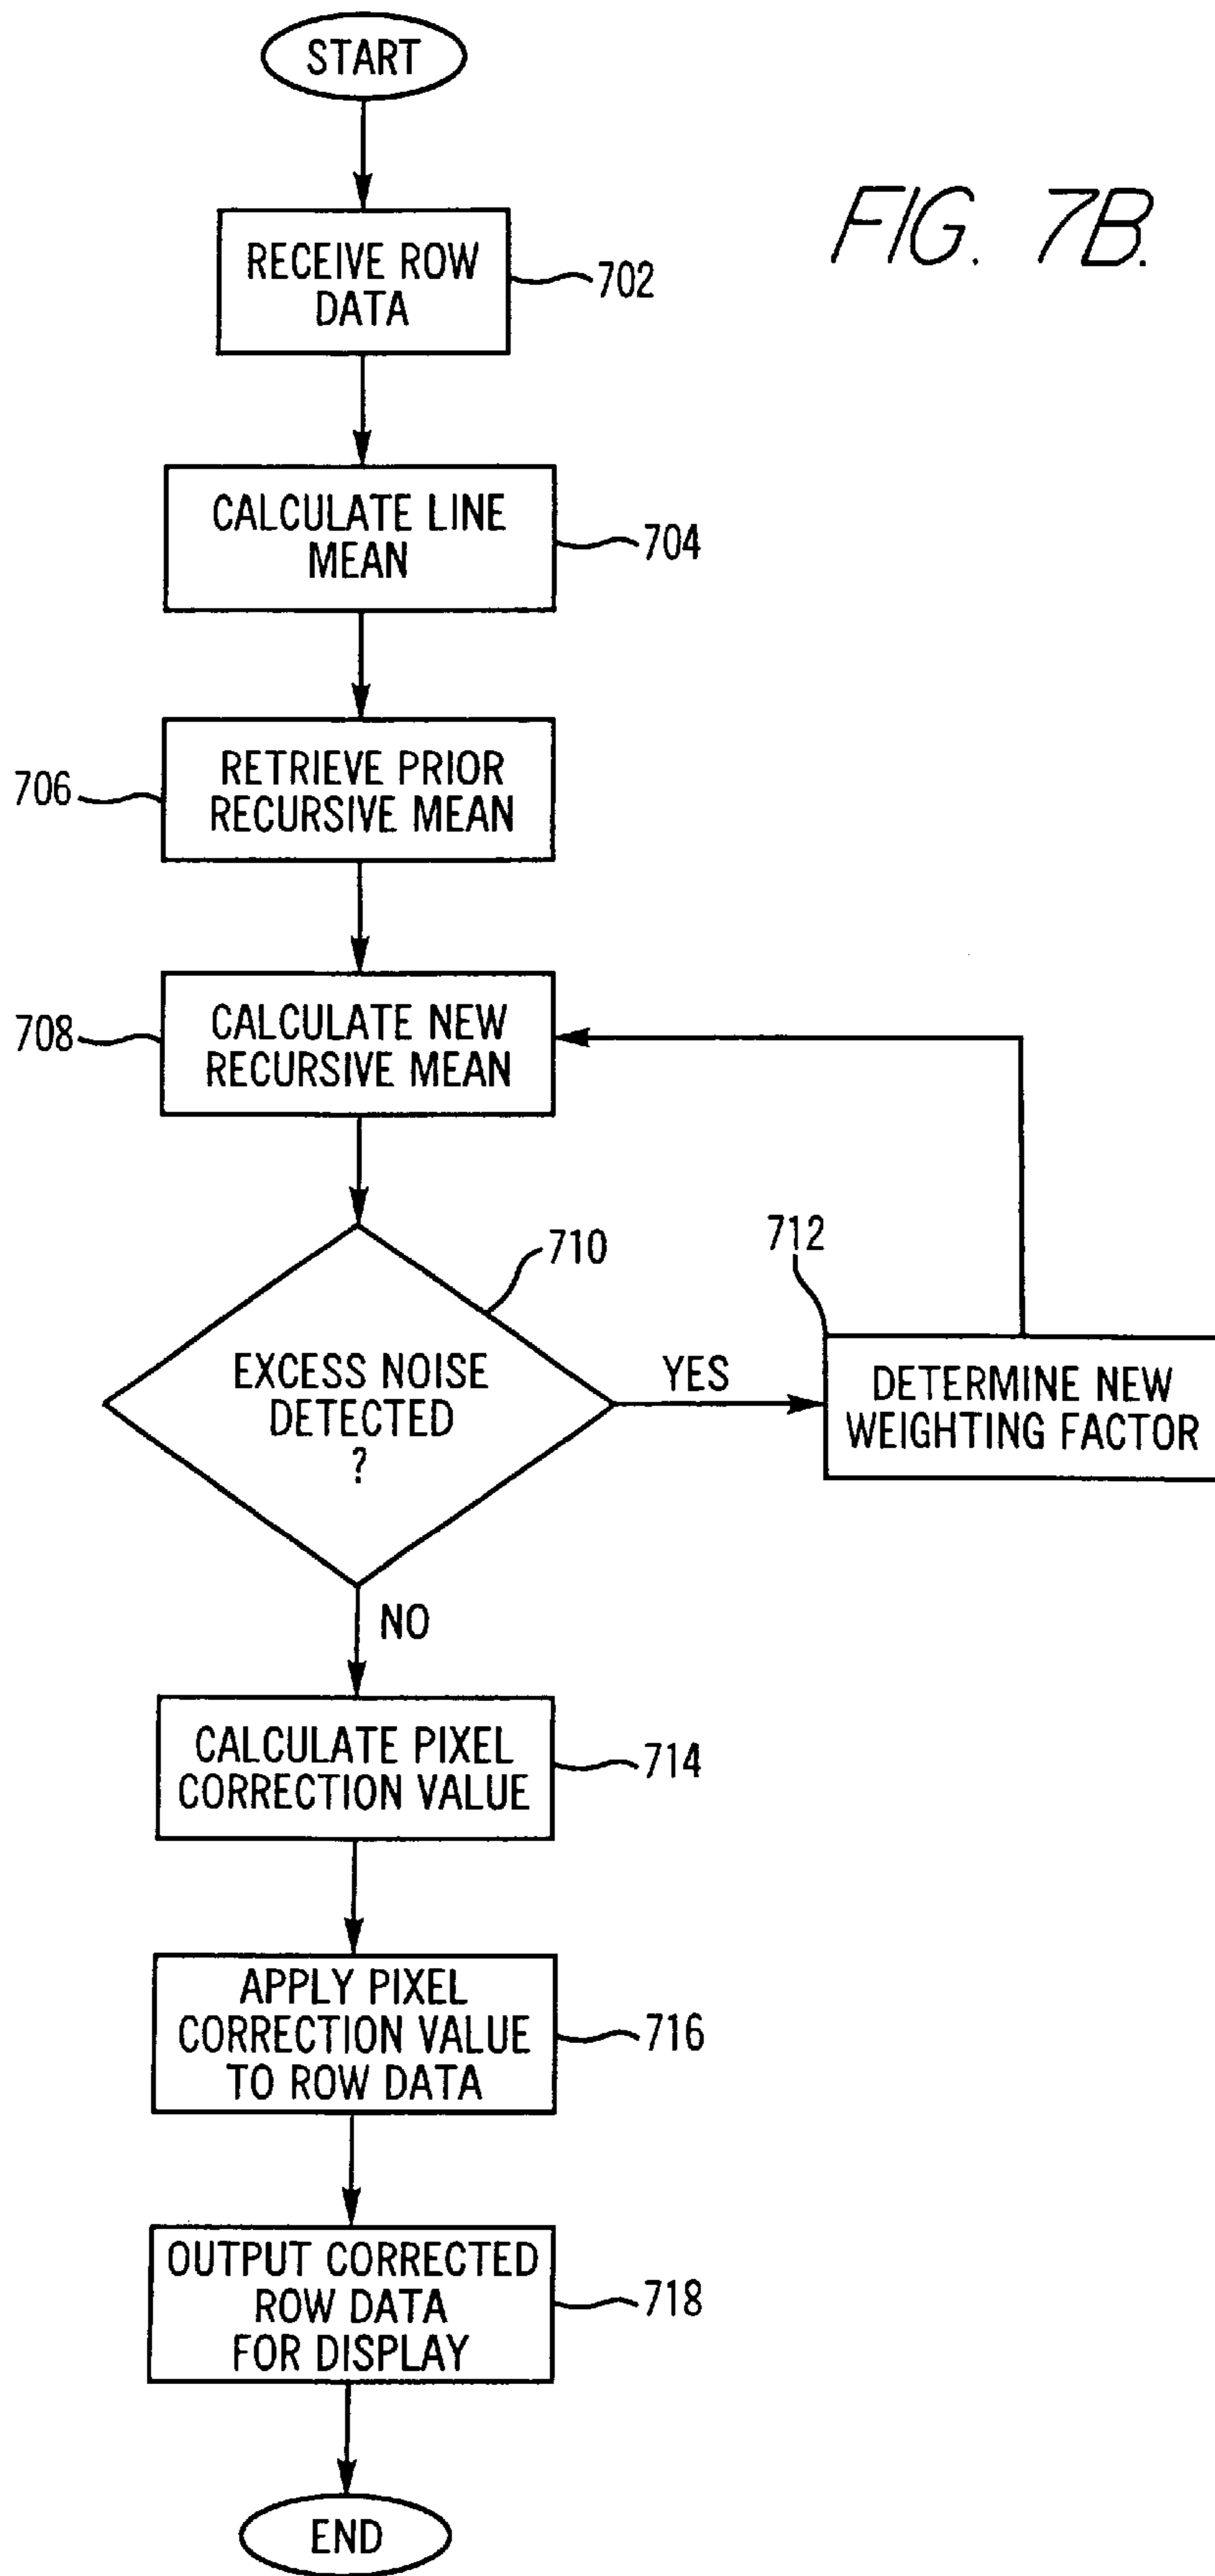 START
FIG. 7B.
RECEIVE ROW
DATA
702
CALCULATE LINE
MEAN
704
706
RETRIEVE PRIOR
RECURSIVE MEAN
708
CALCULATE NEW
RECURSIVE MEAN
710
EXCESS NOISE
DETECTED
?
YES
712
DETERMINE NEW
WEIGHTING FACTOR
NO
CALCULATE PIXEL
CORRECTION VALUE
714
APPLY PIXEL
CORRECTION VALUE
TO ROW DATA
716
OUTPUT CORRECTED
ROW DATA
FOR DISPLAY
718
END